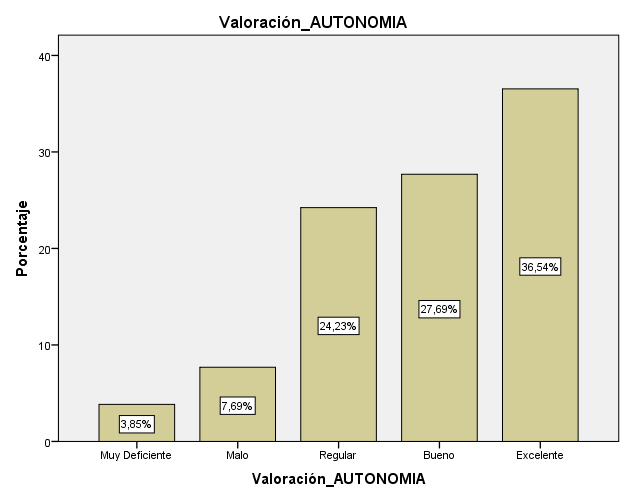 Valoración_AUTONOMIA
40
30
20
10
0
Porcentaje
3,85%
7,69%
24,23%
27,69%
36,54%
Muy Deficiente
Malo
Regular
Bueno
Excelente
Valoración_AUTONOMIA